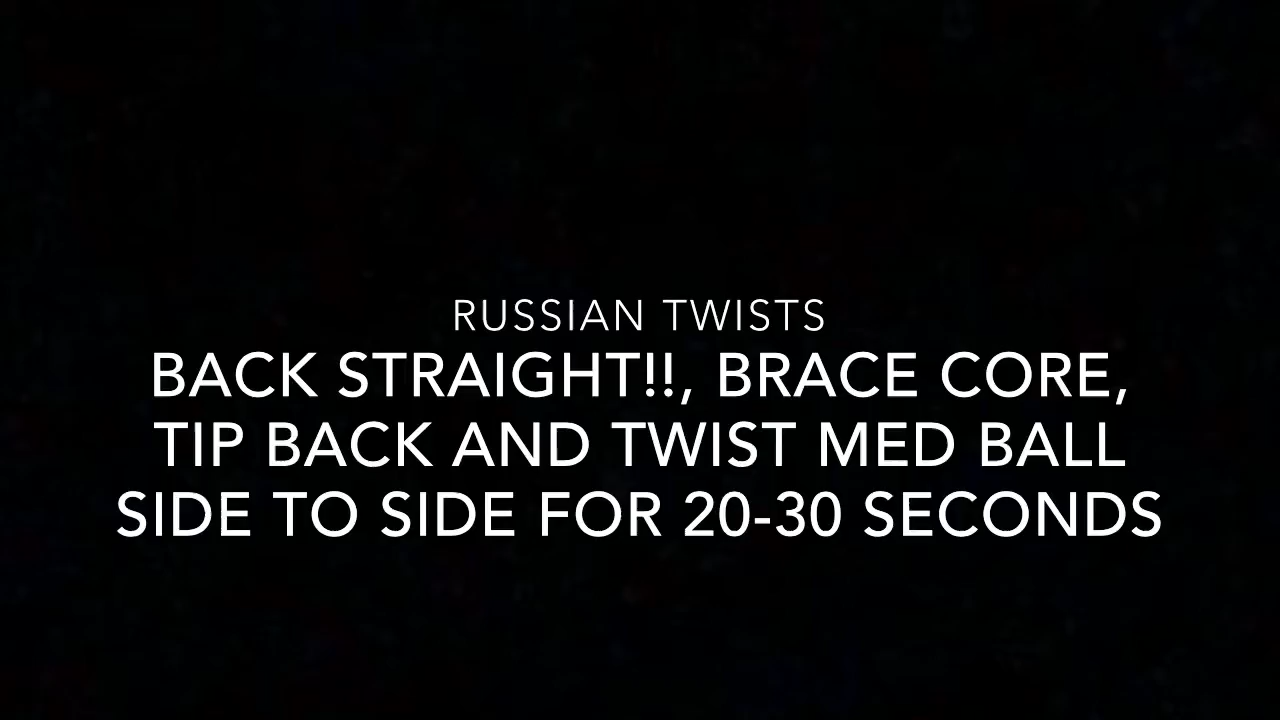 RUSSIAN TWISTS
BACK STRAIGHT!!, BRACE CORE,
TIP BACK AND TWIST MED BALL
SIDE TO SIDE FOR 20-30 SECONDS